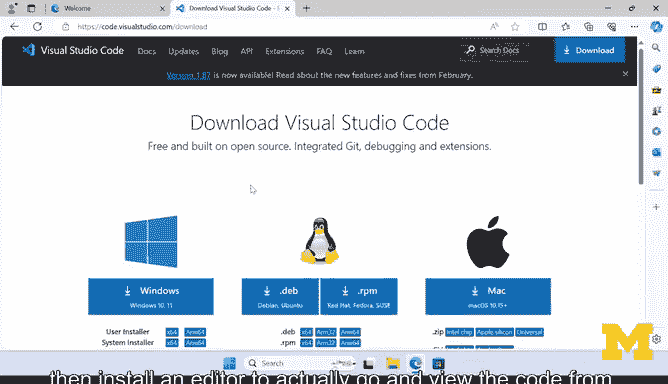 Welcome
Download Visual Studio Code -
https://code.visualstudio.com/download
Visual Studio Code
Docs
Updates
Blog
API
Extensions
FAQ
Learn
Search Docs
Download
Version 1.87 is now available! Read about the new features and fixes from February.
Download Visual Studio Code
Free and built on open source. Integrated Git, debugging and extensions.
Windows
Windows 10, 11
.deb
Debian, Ubuntu
.rpm
Red Hat, Fedora, SUSE
Mac
macOS 10.15+
User Installer x64 Arm64
System Installer x64 Arm64
.deb x64 Arm32 Arm64
.rpm x64 Arm32 Arm64
.zip Intel chip Apple silicon Universal
M
Search
then install an editor to actually go and view the code from